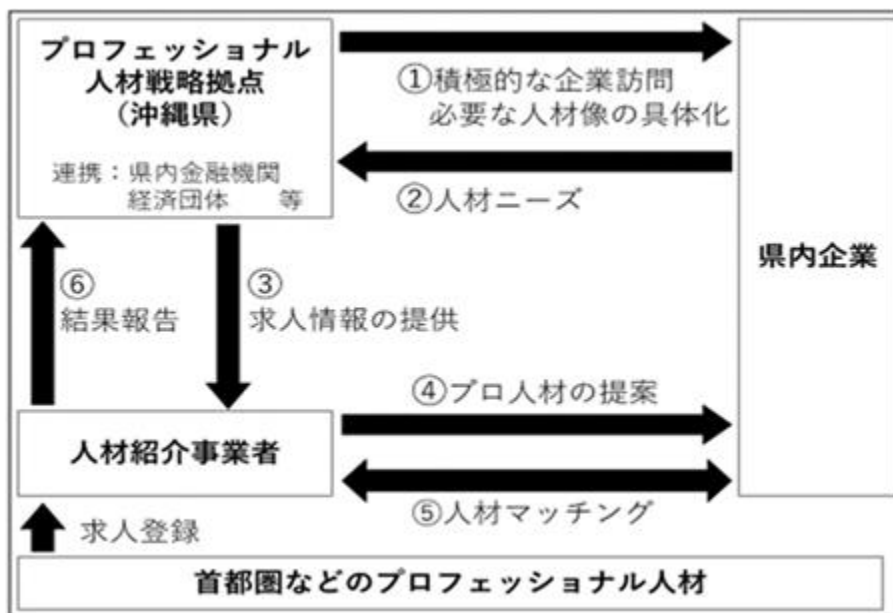 プロフェッショナル
人材戦略拠点
（沖縄県）
連携：県内金融機関
経済団体　等
①積極的な企業訪問
必要な人材像の具体化
②人材ニーズ
県内企業
⑥
結果報告
③
求人情報の提供
④プロ人材の提案
人材紹介事業者
⑤人材マッチング
求人登録
首都圏などのプロフェッショナル人材